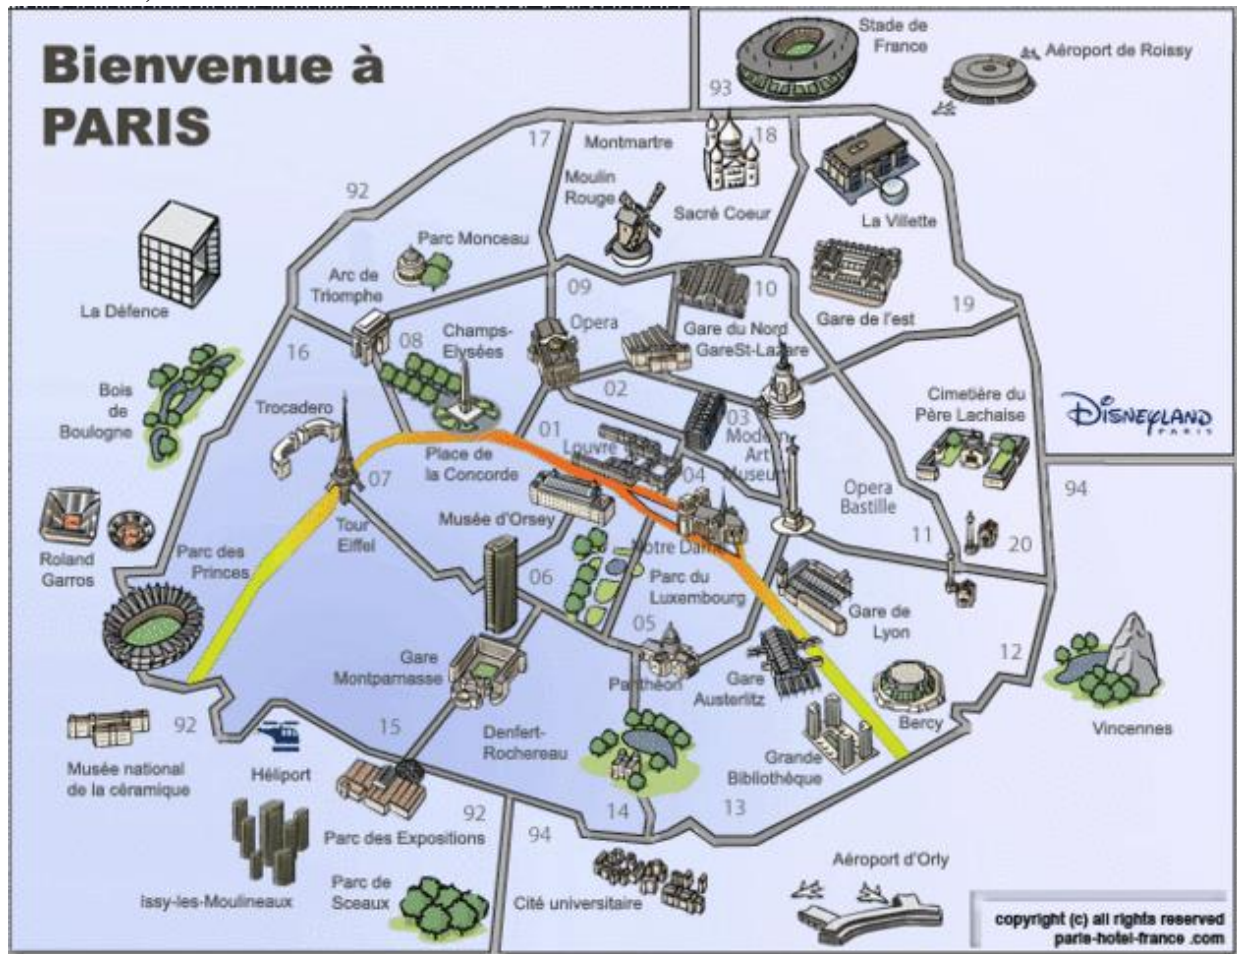 Bienvenue à
PARIS
Stade de
France
Aéroport de Roissy
93
17
Montmartre
18
92
Moulin
Rouge
Sacré Coeur
La Villette
Parc Monceau
Arc de
Triomphe
La Défence
09
10
Opera
Gare du Nord
GareSt-Lazare
Gare de l'est
19
16
08
Champs-
Elysées
02
03
Bois
de
Boulogne
Trocadero
01
Louvre
Modern
Art
Museum
Cimetière du
Père Lachaise
DISNEYLAND
PARIS
Place de
la Concorde
07
04
Opera
Bastille
94
Musée d'Orsey
Tour
Eiffel
Roland
Garros
Parc des
Princes
Notre Dame
11
20
06
Parc du
Luxembourg
05
Gare de
Lyon
12
Gare
Montparnasse
Panthéon
Gare
Austerlitz
Bercy
Vincennes
92
15
Denfert-
Rochereau
Grande
Bibliothêque
Musée national
de la céramique
Héliport
92
94
14
13
Parc des Expositions
Issy-les-Moulineaux
Parc de
Sceaux
Cité universitaire
Aéroport d'Orly
copyright (c) all rights reserved
paris-hotel-france .com